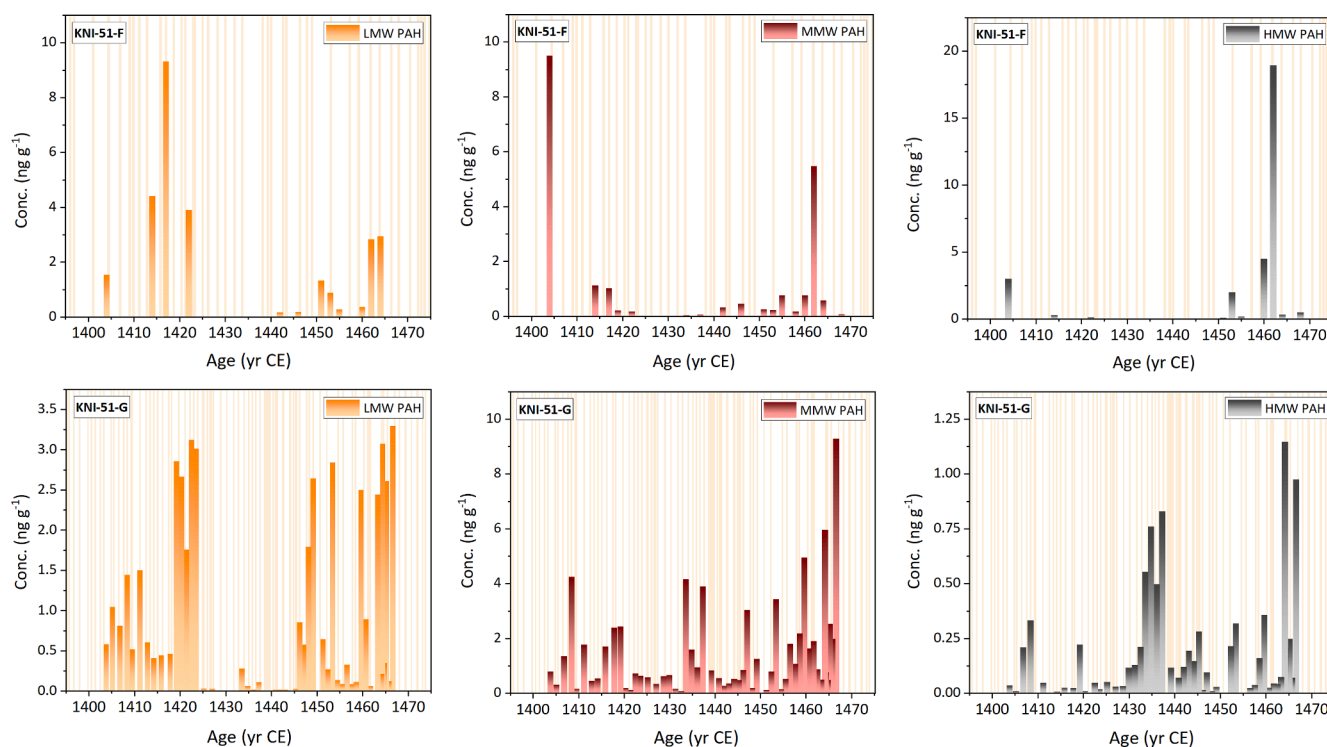 KNI-51-F
LMW PAH
10
8
6
4
2
0
Conc. (ng g-1)
1400 1410 1420 1430 1440 1450 1460 1470
Age (yr CE)
KNI-51-F
MMW PAH
10
8
6
4
2
0
Conc. (ng g-1)
1400 1410 1420 1430 1440 1450 1460 1470
Age (yr CE)
KNI-51-F
HMW PAH
20
15
10
5
0
Conc. (ng g-1)
1400 1410 1420 1430 1440 1450 1460 1470
Age (yr CE)
KNI-51-G
LMW PAH
3.5
3.0
2.5
2.0
1.5
1.0
0.5
0.0
Conc. (ng g-1)
1400 1410 1420 1430 1440 1450 1460 1470
Age (yr CE)
KNI-51-G
MMW PAH
10
8
6
4
2
0
Conc. (ng g-1)
1400 1410 1420 1430 1440 1450 1460 1470
Age (yr CE)
KNI-51-G
HMW PAH
1.25
1.00
0.75
0.50
0.25
0.00
Conc. (ng g-1)
1400 1410 1420 1430 1440 1450 1460 1470
Age (yr CE)